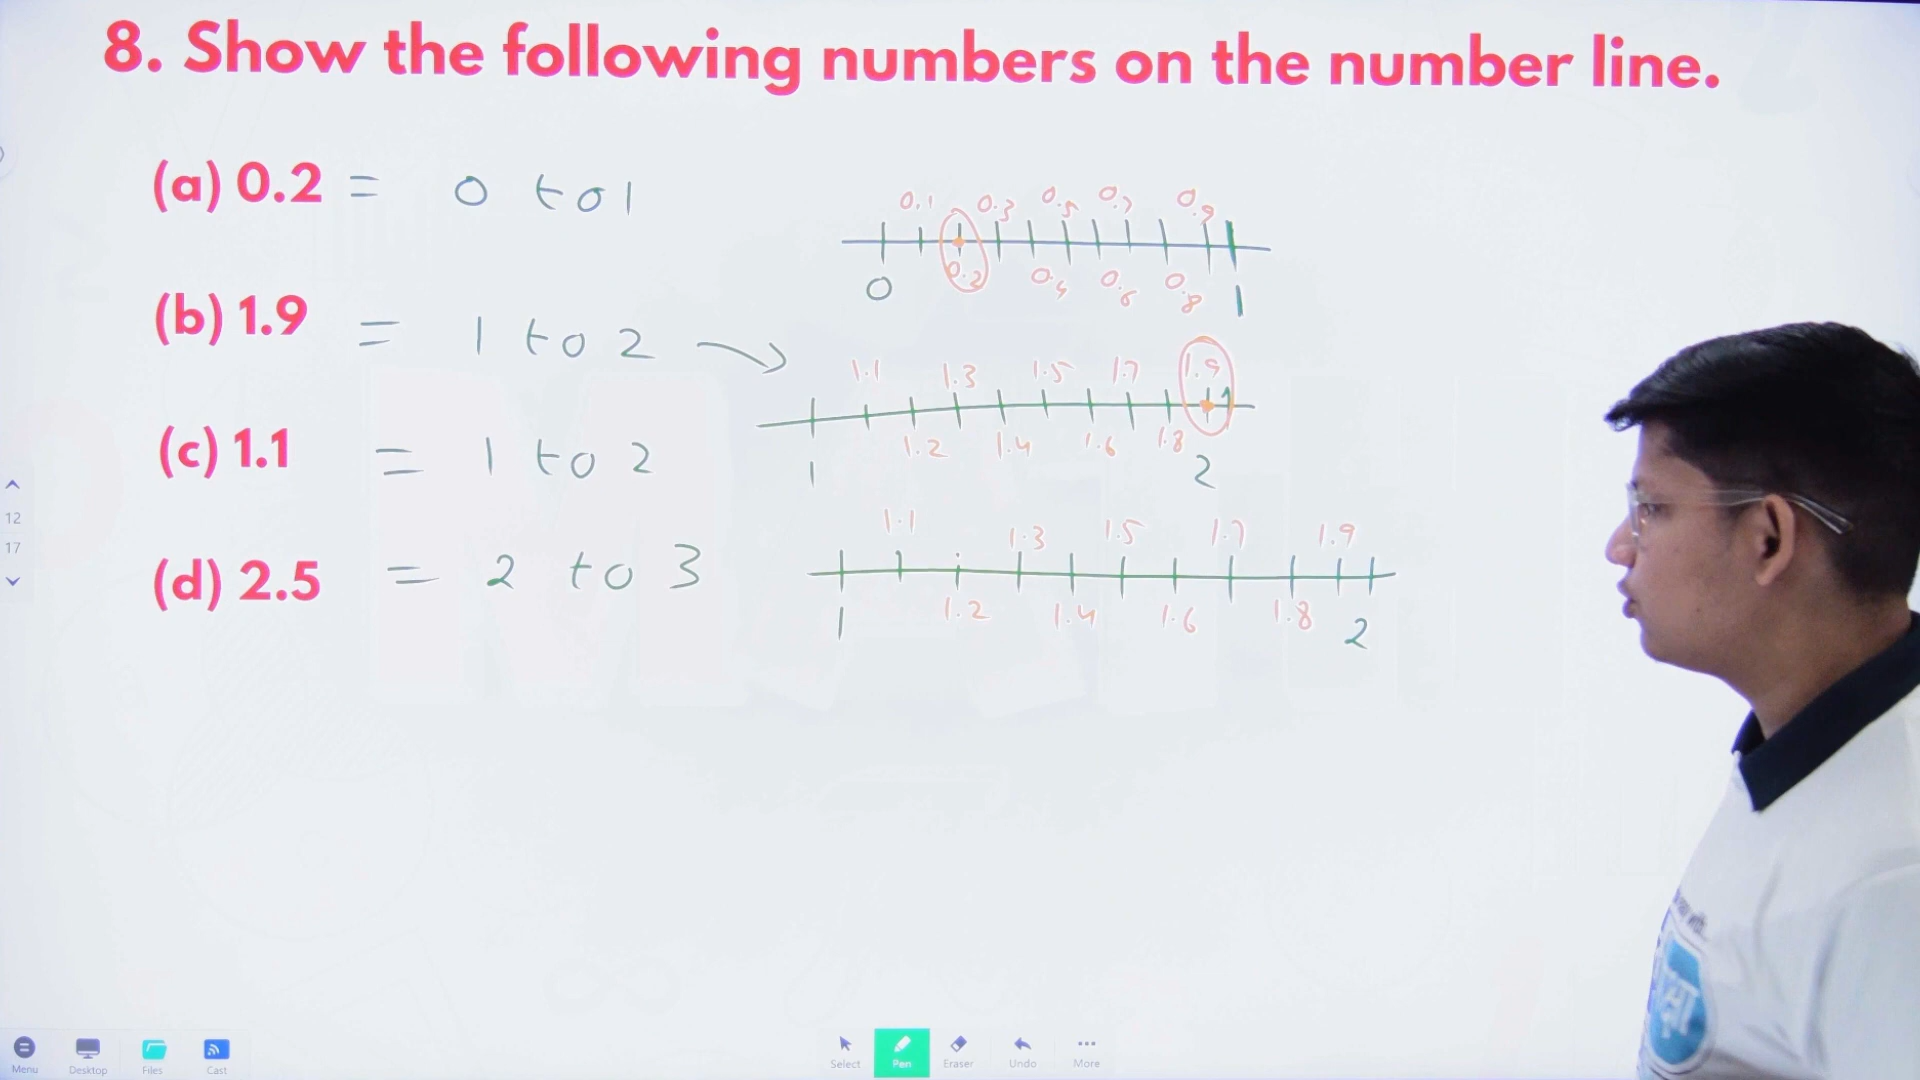 8. Show the following numbers on the number line.
(a) 0.2 = 0 to 1
0.1 0.3 0.5 0.7 0.9
0.2 0.4 0.6 0.8
0 1
(b) 1.9 = 1 to 2
1.1 1.3 1.5 1.7 1.9
1.2 1.4 1.6 1.8
1 2
(c) 1.1 = 1 to 2
1.1 1.3 1.5 1.7 1.9
1.2 1.4 1.6 1.8
1 2
(d) 2.5 = 2 to 3
12
17
Menu Desktop Files Cast Select Pen Eraser Undo More